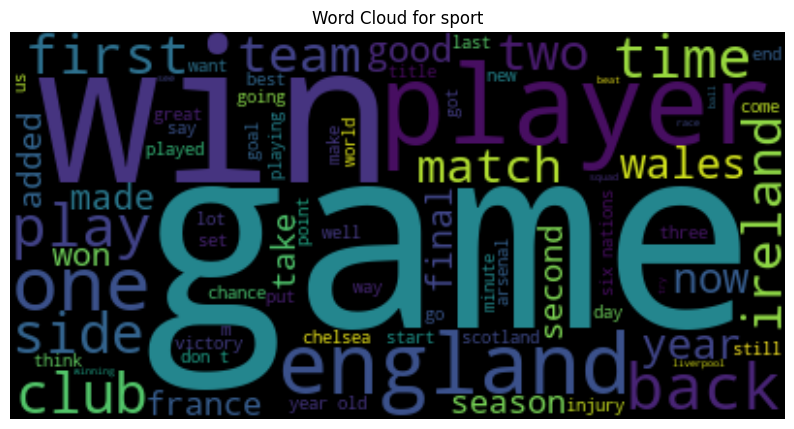 Word Cloud for sport
first
want
team
good
last
two
time
end
us
win
best
title
new
player
beat
great
going
got
ball
come
say
goal
playing
make
world
race
added
played
match
wales
squad
made
game
ireland
play
lot
set
take
point
well
final
six nations
three
won
one
chance
put
way
minute
arsenal
second
now
side
m
victory
don t
go
day
england
chelsea
start
scotland
year
still
think
club
winning
france
year old
season
injury
liverpool
back